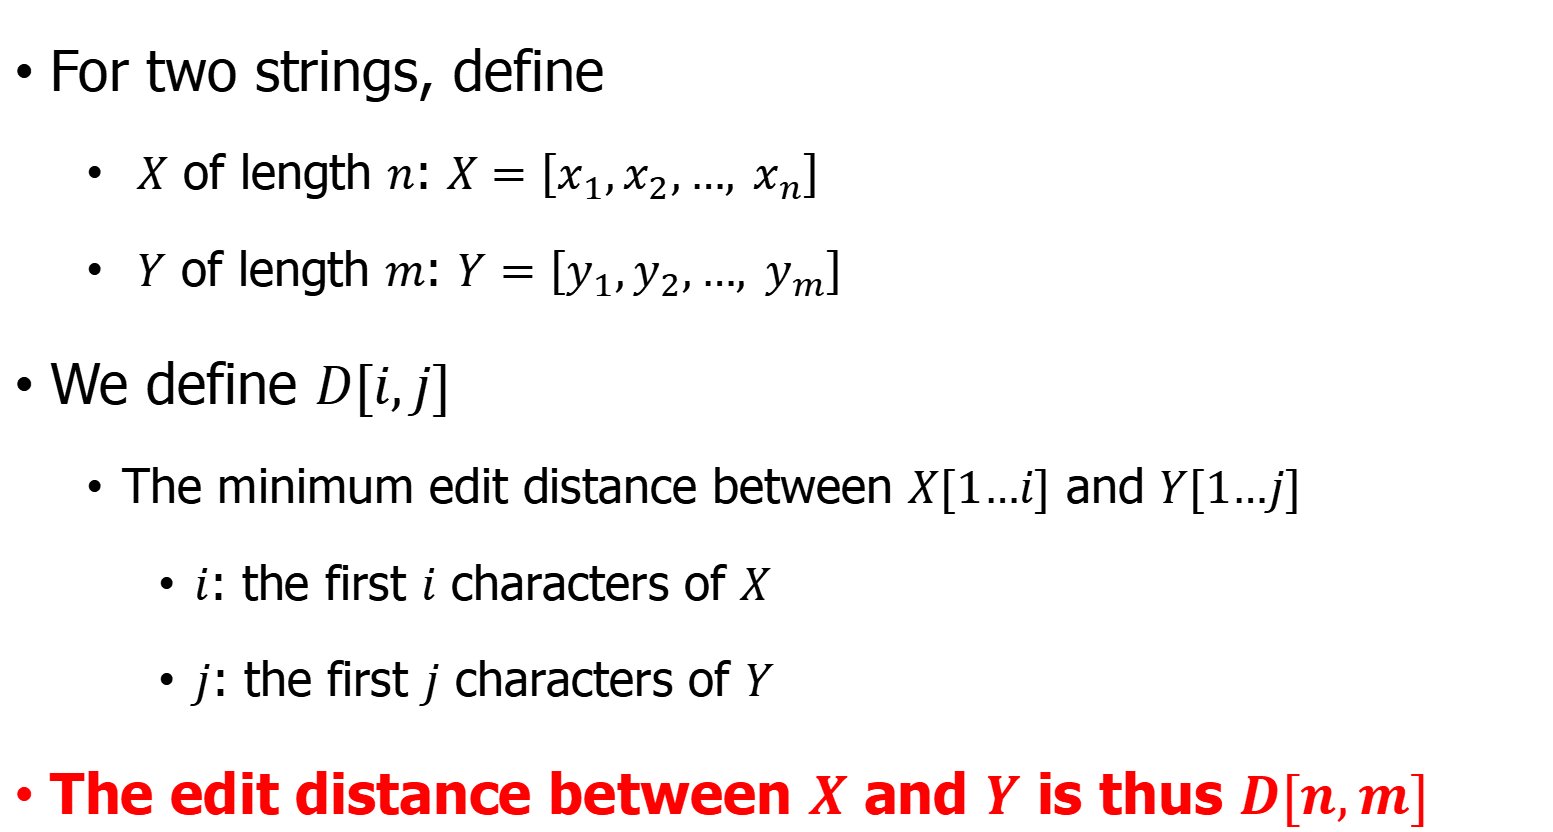 • For two strings, define
• X of length n: X = [x₁, x₂, …, xₙ]
• Y of length m: Y = [y₁, y₂, …, yₘ]
• We define D[i, j]
• The minimum edit distance between X[1…i] and Y[1…j]
• i: the first i characters of X
• j: the first j characters of Y
• The edit distance between X and Y is thus D[n, m]